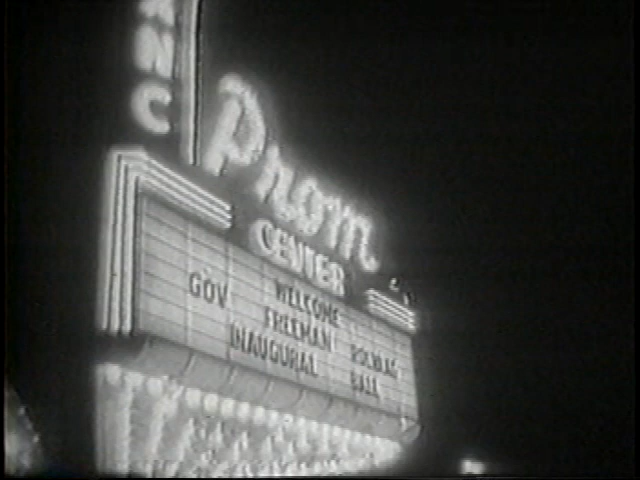 ANC
Prom
CENTER
WELCOME
GOV FREEMAN ROLVAAG
INAUGURAL BALL